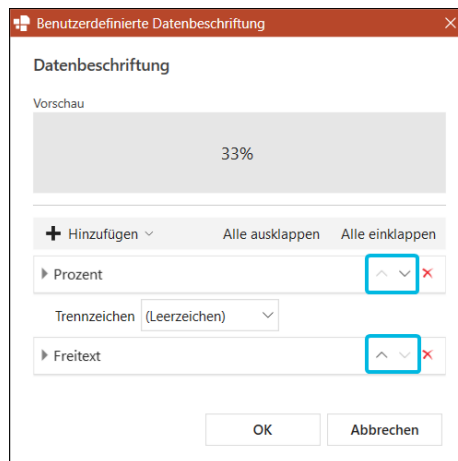 Benutzerdefinierte Datenbeschriftung
Datenbeschriftung
Vorschau
33%
Hinzufügen Alle ausklappen Alle einklappen
Prozent
Trennzeichen (Leerzeichen)
Freitext
OK Abbrechen